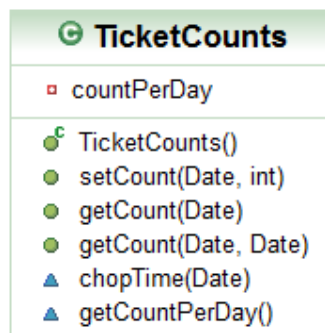 C TicketCounts
countPerDay
C TicketCounts()
setCount(Date, int)
getCount(Date)
getCount(Date, Date)
chopTime(Date)
getCountPerDay()